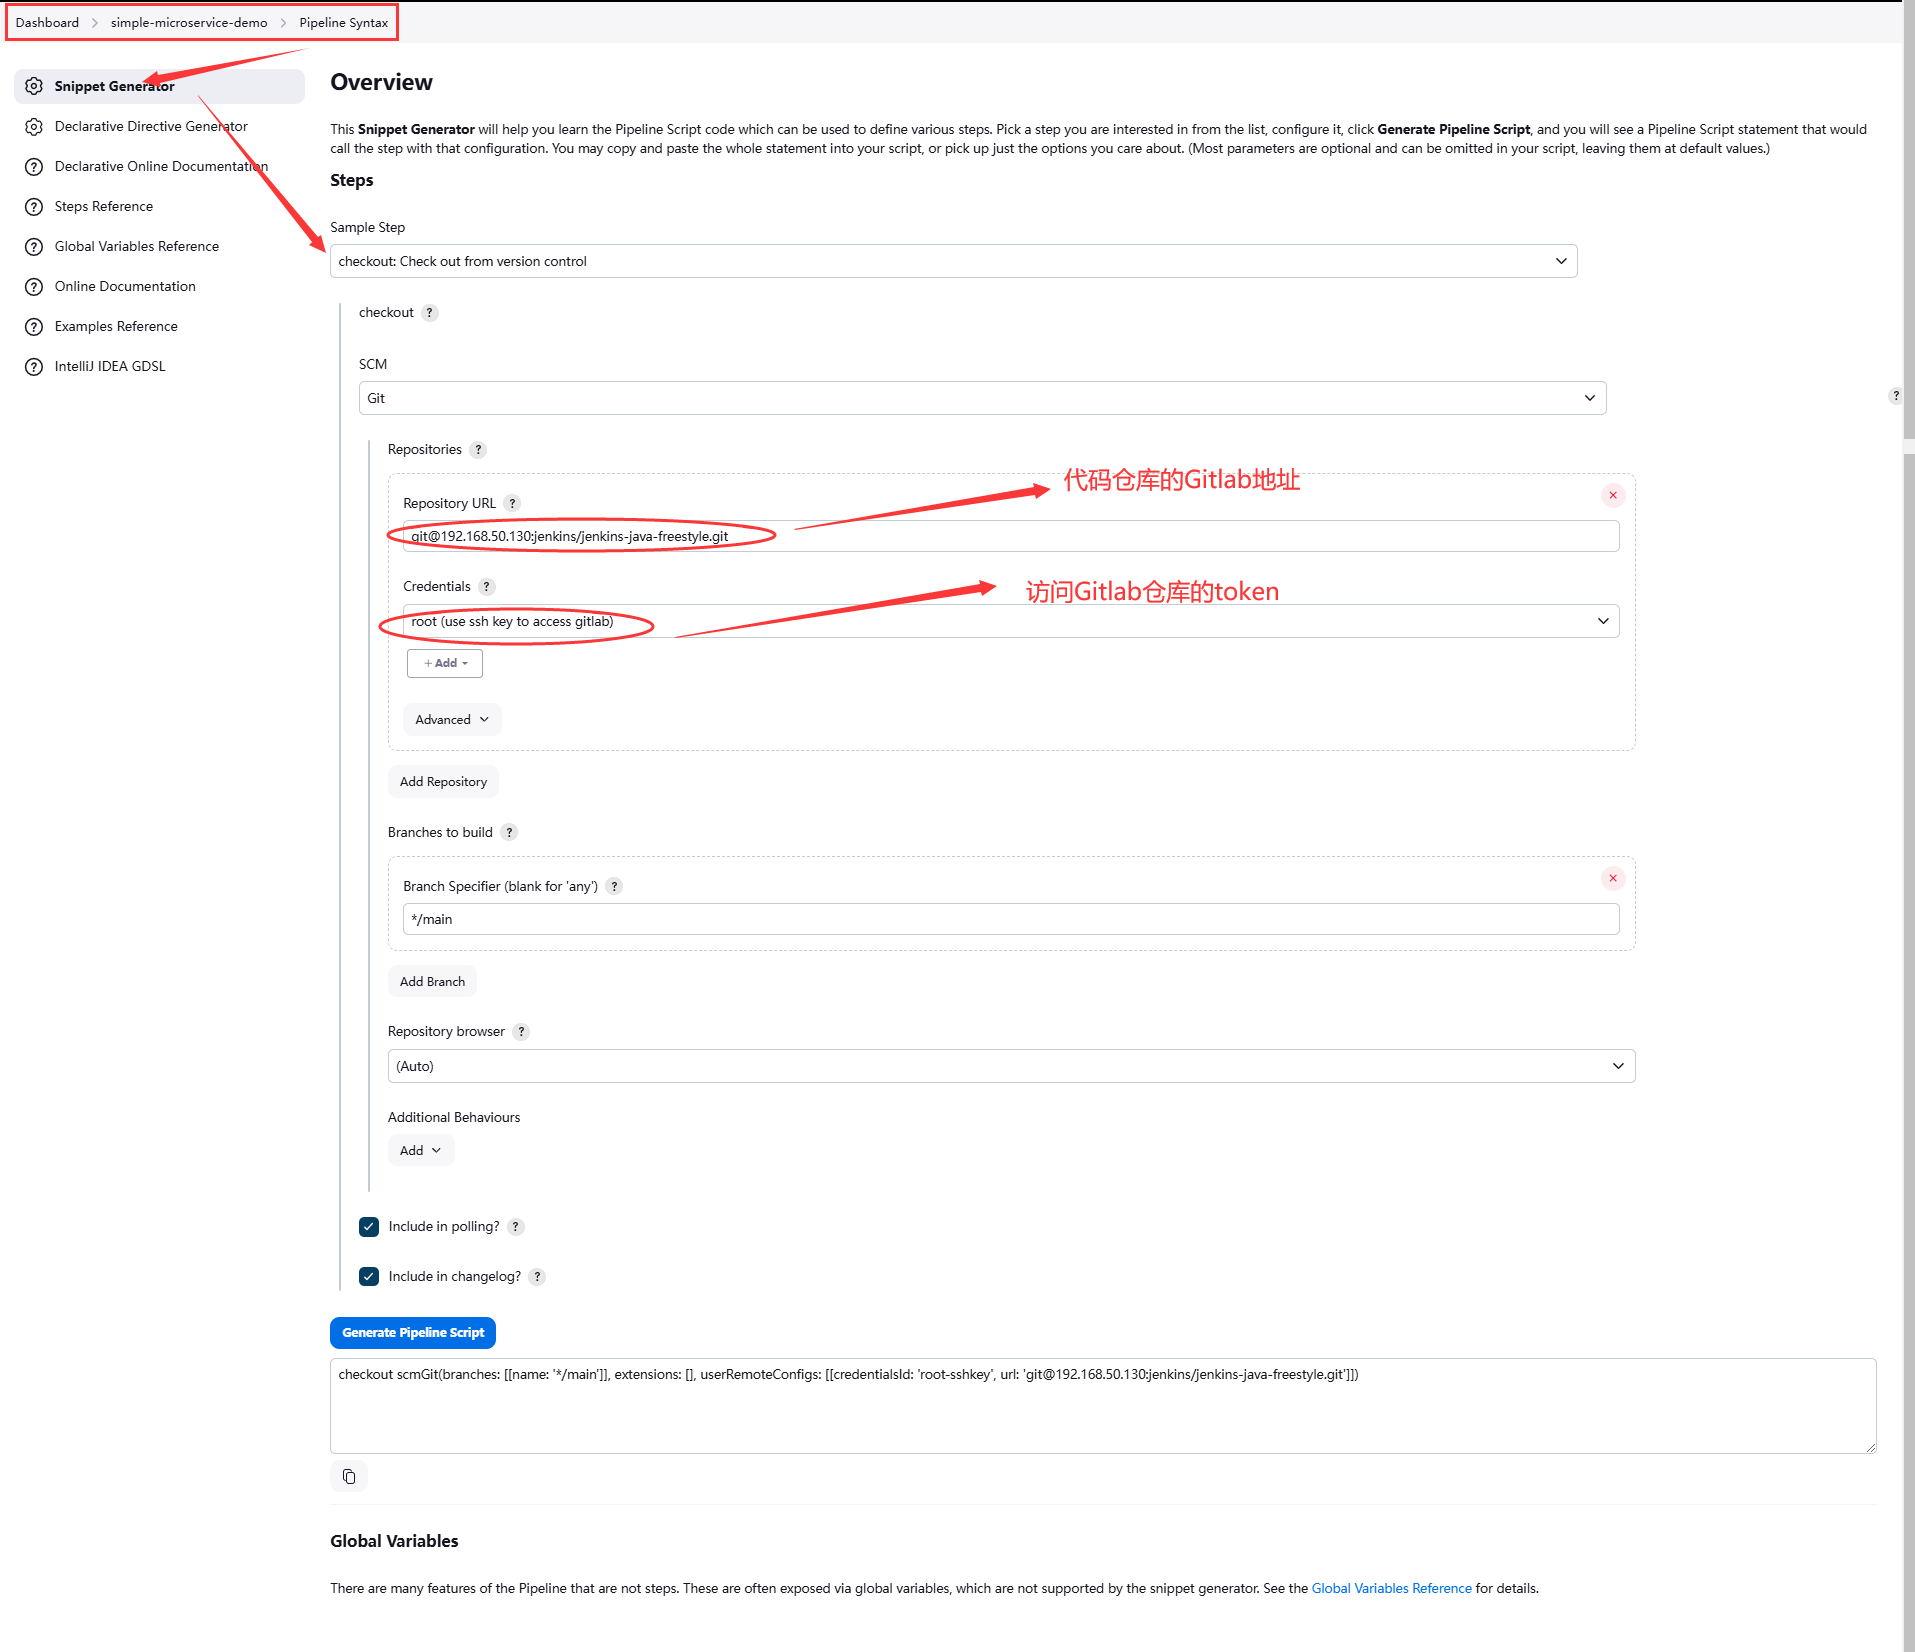 Dashboard > simple-microservice-demo > Pipeline Syntax
Snippet Generator
Declarative Directive Generator
Declarative Online Documentation
Steps Reference
Global Variables Reference
Online Documentation
Examples Reference
IntelliJ IDEA GDSL
Overview
This Snippet Generator will help you learn the Pipeline Script code which can be used to define various steps. Pick a step you are interested in from the list, configure it, click Generate Pipeline Script, and you will see a Pipeline Script statement that would
call the step with that configuration. You may copy and paste the whole statement into your script, or pick up just the options you care about. (Most parameters are optional and can be omitted in your script, leaving them at default values.)
Steps
Sample Step
checkout: Check out from version control
checkout ?
SCM
Git
?
Repositories ?
代码仓库的Gitlab地址
Repository URL ?
git@192.168.50.130:jenkins/jenkins-java-freestyle.git
Credentials ?
访问Gitlab仓库的token
root (use ssh key to access gitlab)
+ Add
Advanced
Add Repository
Branches to build ?
Branch Specifier (blank for 'any') ?
*/main
Add Branch
Repository browser ?
(Auto)
Additional Behaviours
Add
Include in polling? ?
Include in changelog? ?
Generate Pipeline Script
checkout scmGit(branches: [[name: '*/main']], extensions: [], userRemoteConfigs: [[credentialsId: 'root-sshkey', url: 'git@192.168.50.130:jenkins/jenkins-java-freestyle.git']])
Global Variables
There are many features of the Pipeline that are not steps. These are often exposed via global variables, which are not supported by the snippet generator. See the Global Variables Reference for details.